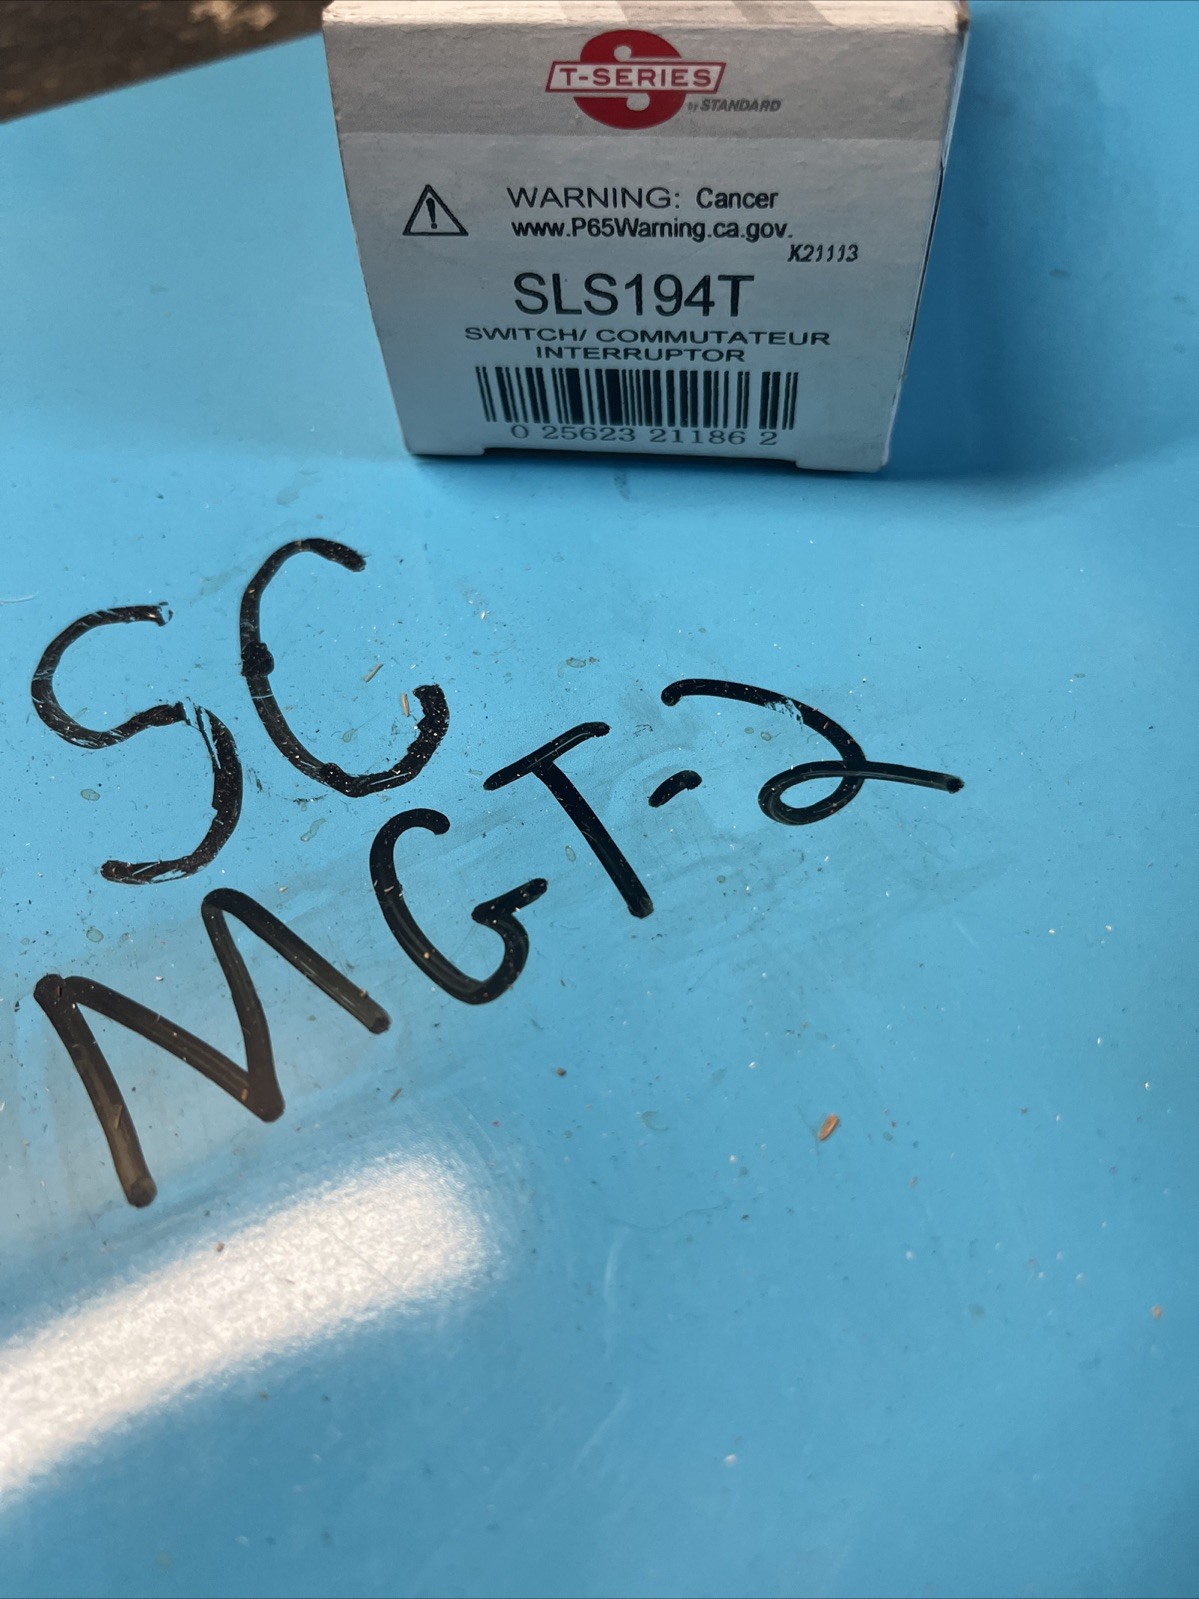 S
T-SERIES
by STANDARD
WARNING: Cancer
www.P65Warning.ca.gov.
X21113
SLS194T
SWITCH/ COMMUTATEUR
INTERRUPTOR
0 25623 21186 2
SC
MGT-2